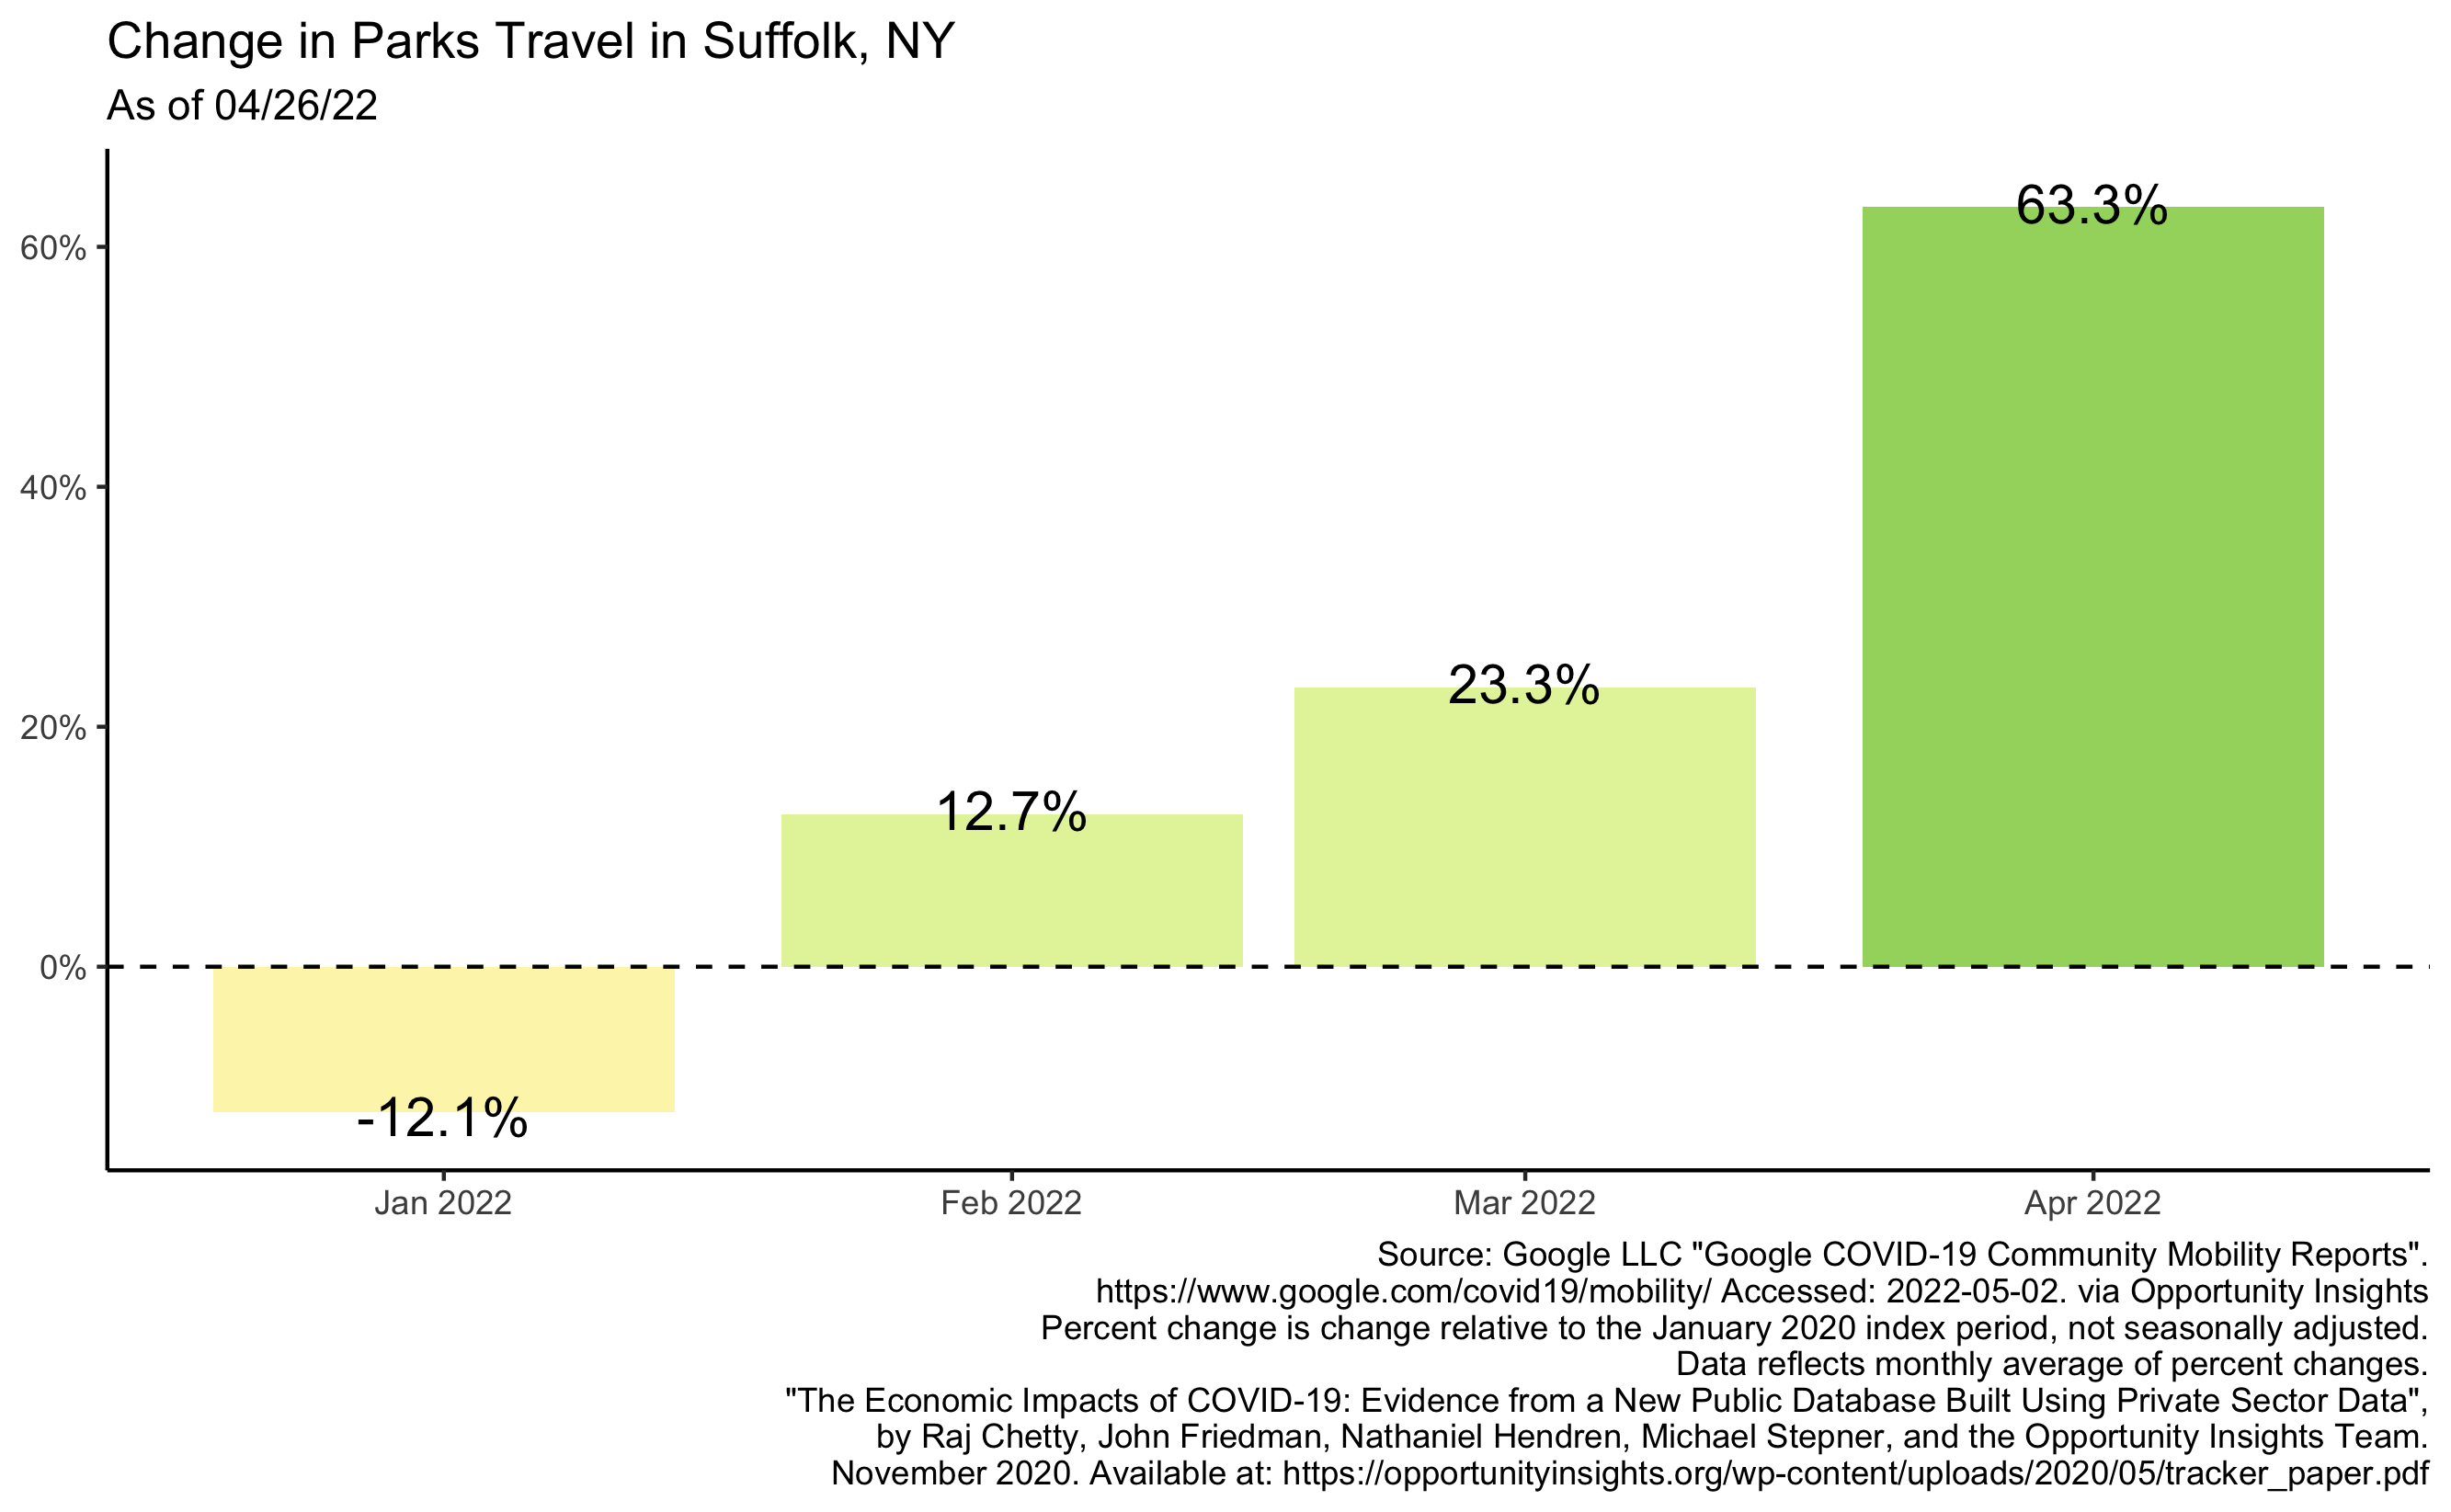 Change in Parks Travel in Suffolk, NY
As of 04/26/22
63.3%
60%
40%
23.3%
20%
12.7%
0%
-12.1%
Jan 2022 Feb 2022 Mar 2022 Apr 2022
Source: Google LLC "Google COVID-19 Community Mobility Reports".
https://www.google.com/covid19/mobility/ Accessed: 2022-05-02. via Opportunity Insights
Percent change is change relative to the January 2020 index period, not seasonally adjusted.
Data reflects monthly average of percent changes.
"The Economic Impacts of COVID-19: Evidence from a New Public Database Built Using Private Sector Data",
by Raj Chetty, John Friedman, Nathaniel Hendren, Michael Stepner, and the Opportunity Insights Team.
November 2020. Available at: https://opportunityinsights.org/wp-content/uploads/2020/05/tracker_paper.pdf